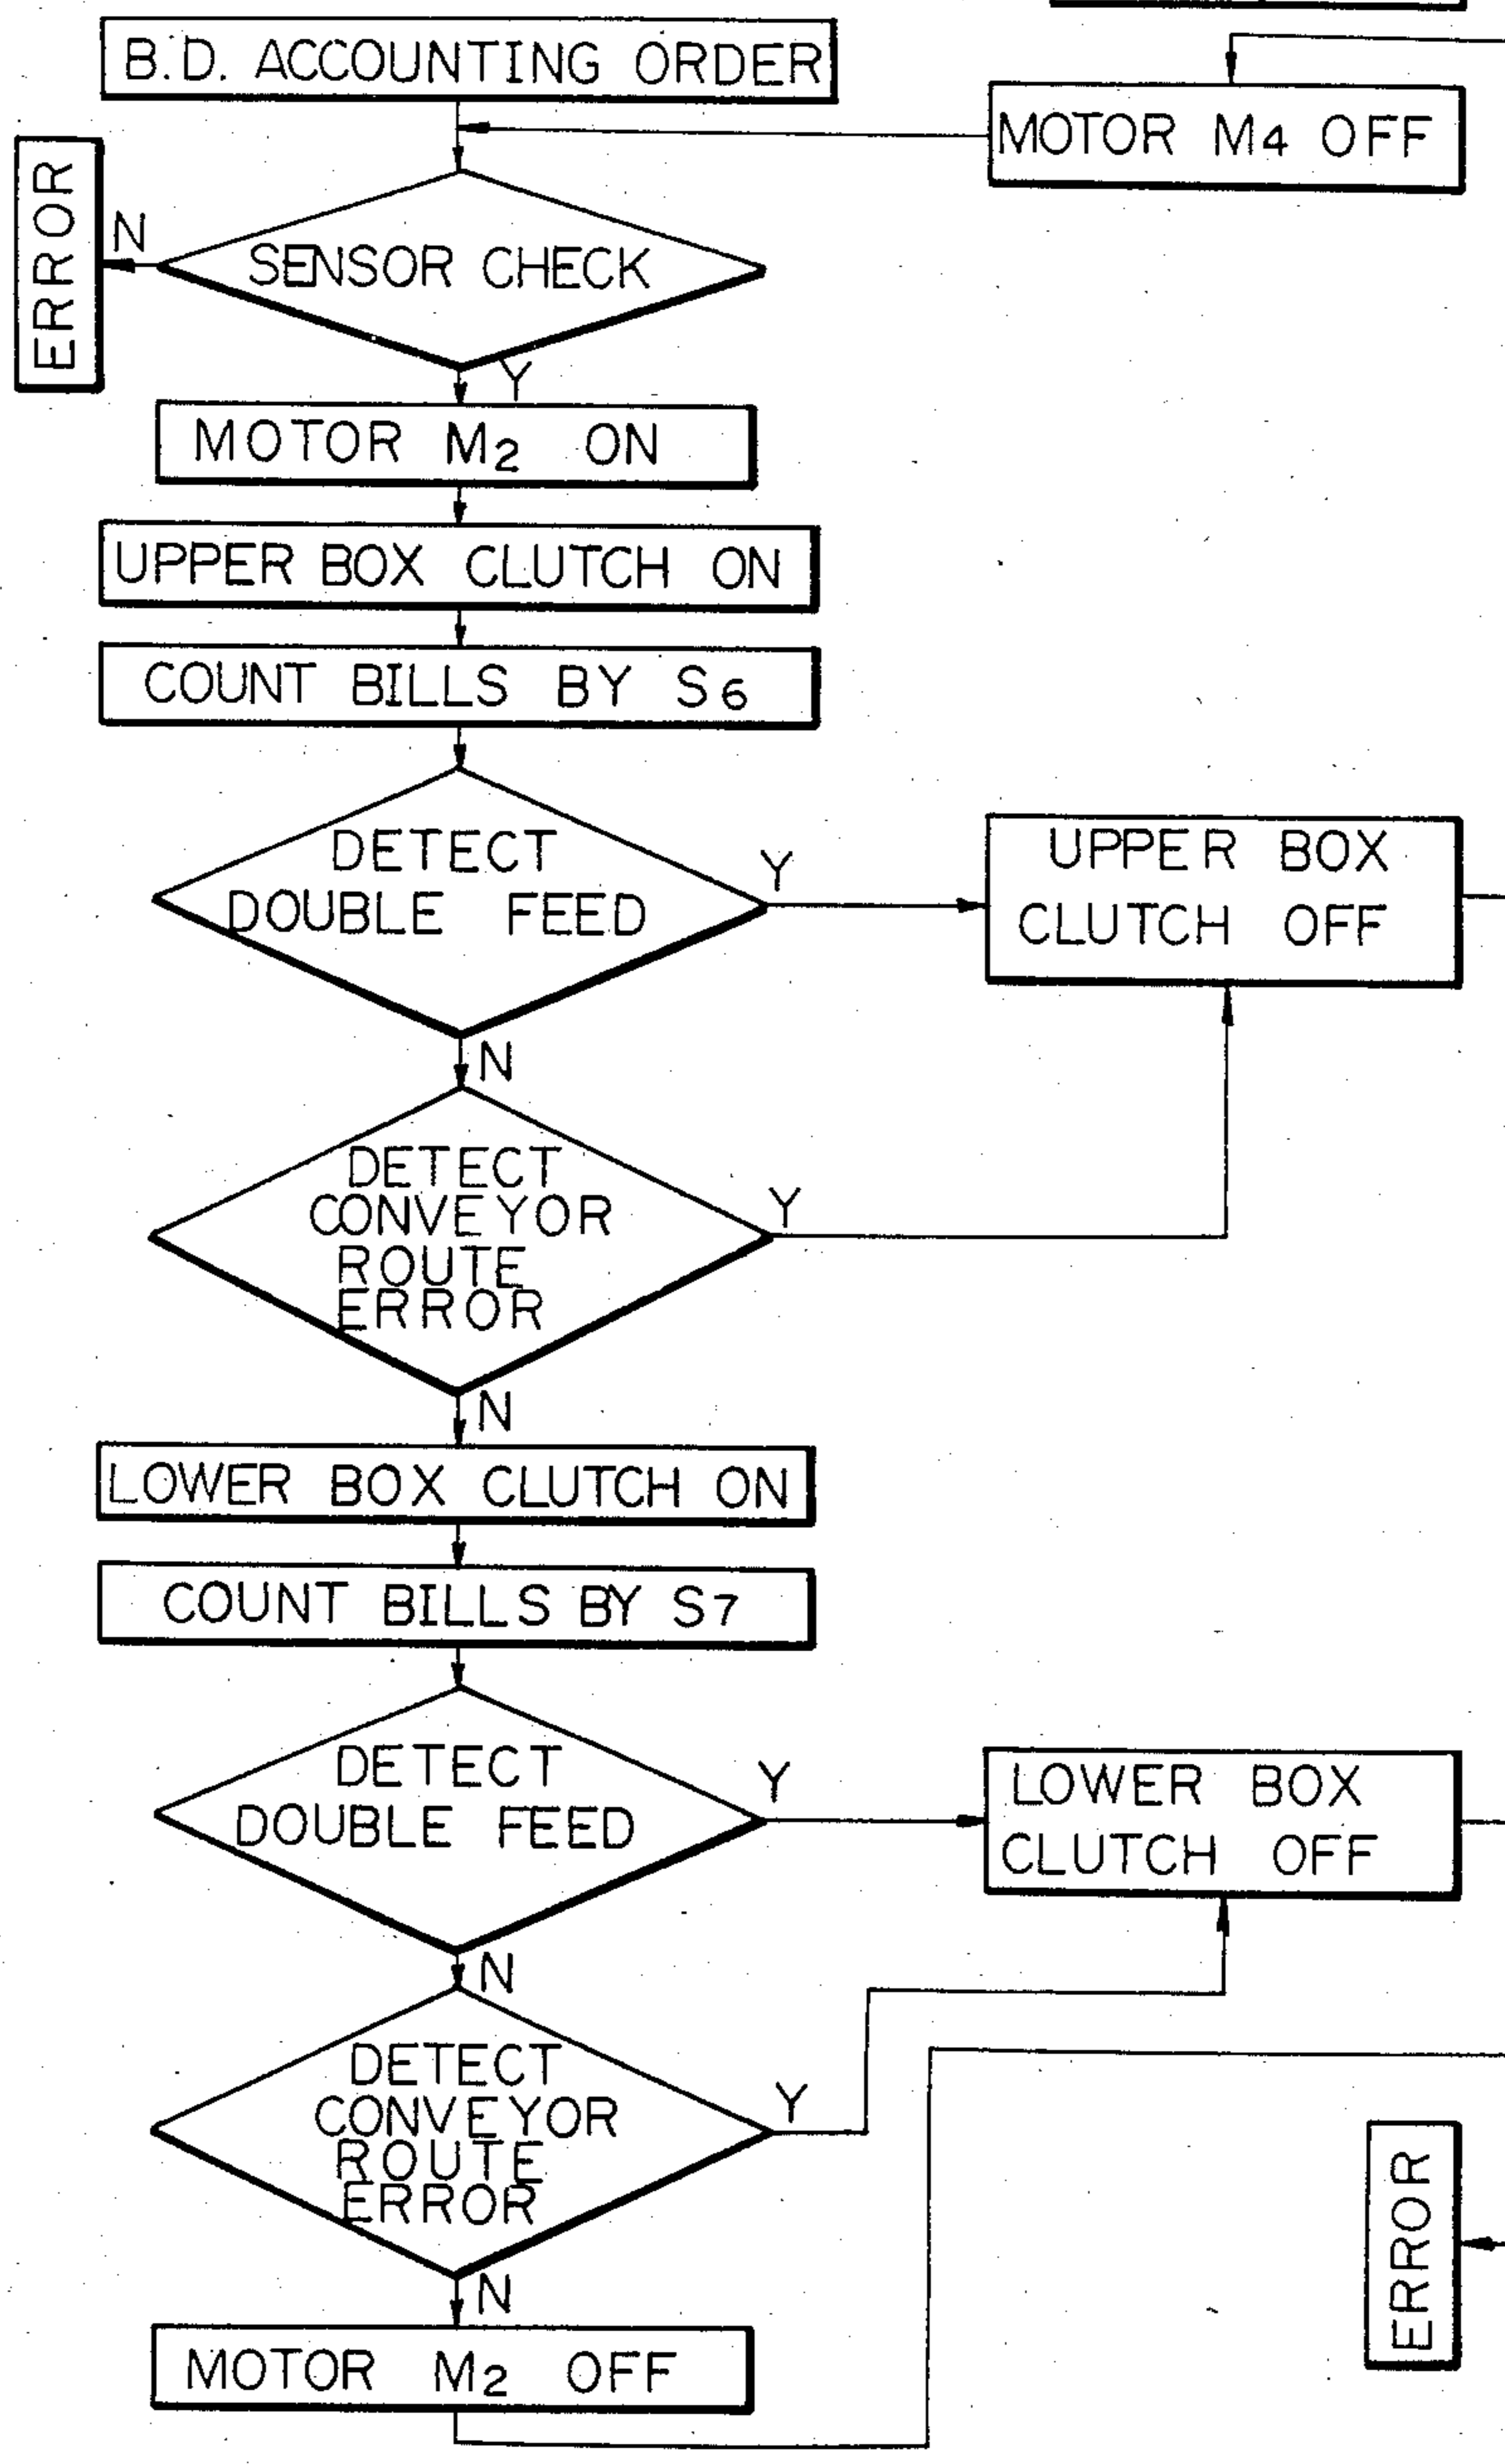 B.D. ACCOUNTING ORDER
MOTOR M4 OFF
ERROR
N
SENSOR CHECK
Y
MOTOR M2 ON
UPPER BOX CLUTCH ON
COUNT BILLS BY S6
DETECT
DOUBLE FEED
Y
UPPER BOX
CLUTCH OFF
N
DETECT
CONVEYOR
ROUTE
ERROR
Y
N
LOWER BOX CLUTCH ON
COUNT BILLS BY S7
DETECT
DOUBLE FEED
Y
LOWER BOX
CLUTCH OFF
N
DETECT
CONVEYOR
ROUTE
ERROR
Y
ERROR
N
MOTOR M2 OFF